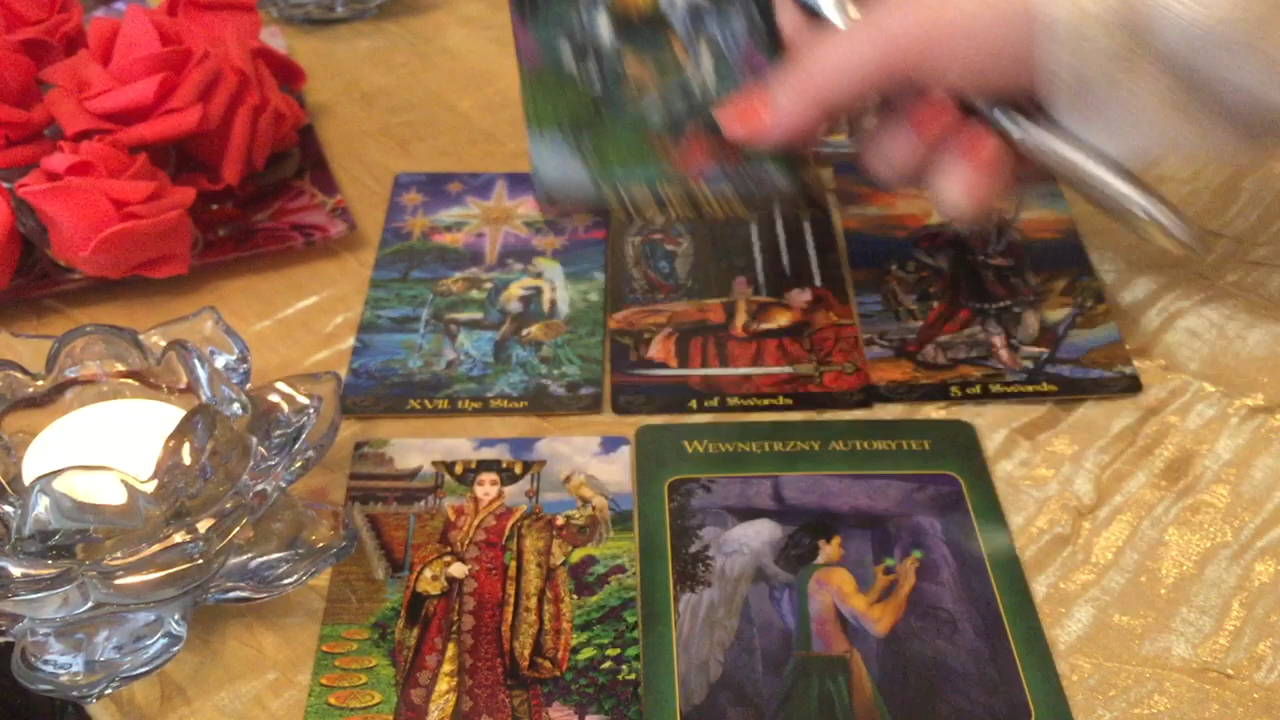 XVII. the Star
4 of Swords
5 of Swords
WEWNĘTRZNY AUTORYTET